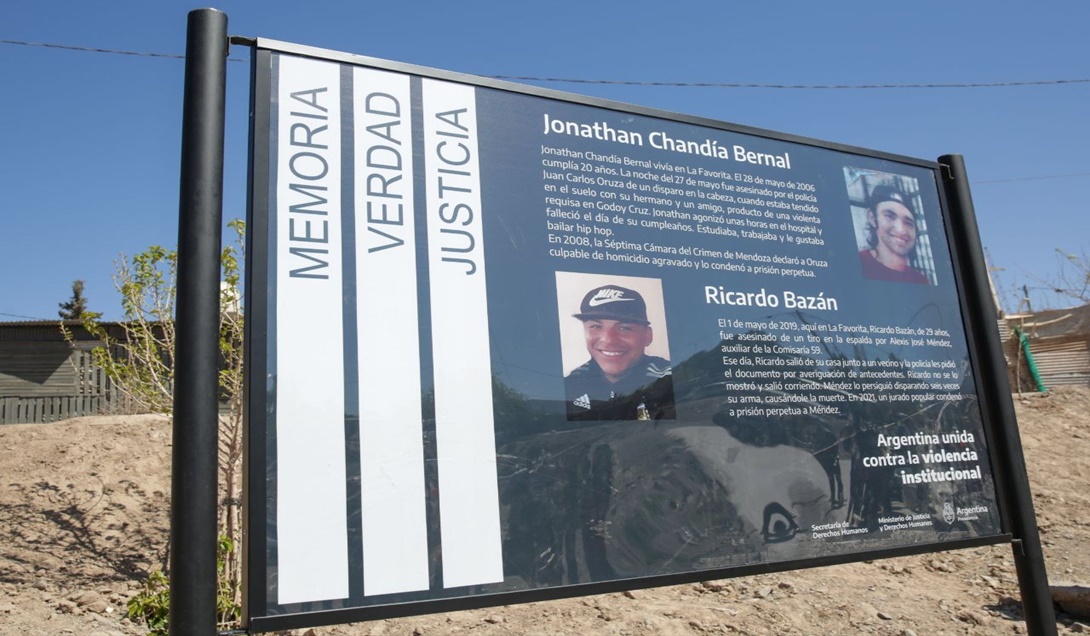 MEMORIA
VERDAD
JUSTICIA
Jonathan Chandía Bernal
Jonathan Chandía Bernal vivía en La Favorita. El 28 de mayo de 2006
cumplía 20 años. La noche del 27 de mayo fue asesinado por el policía
Juan Carlos Oruza de un disparo en la cabeza, cuando estaba tendido
en el suelo con su hermano y un amigo, producto de una violenta
requisa en Godoy Cruz. Jonathan agonizó unas horas en el hospital y
falleció el día de su cumpleaños. Estudiaba, trabajaba y le gustaba
bailar hip hop.
En 2008, la Séptima Cámara del Crimen de Mendoza declaró a Oruza
culpable de homicidio agravado y lo condenó a prisión perpetua.
NIKE
adidas
Ricardo Bazán
El 1 de mayo de 2019, aquí en La Favorita, Ricardo Bazán, de 29 años,
fue asesinado de un tiro en la espalda por Alexis José Méndez,
auxiliar de la Comisaría 59.
Ese día, Ricardo salió de su casa junto a un vecino y la policía les pidió
el documento por averiguación de antecedentes. Ricardo no se lo
mostró y salió corriendo. Méndez lo persiguió disparando seis veces
su arma, causándole la muerte. En 2021, un jurado popular condenó
a prisión perpetua a Méndez.
Argentina unida
contra la violencia
institucional
Secretaría de
Derechos Humanos
Ministerio de Justicia
y Derechos Humanos
Argentina
Presidencia